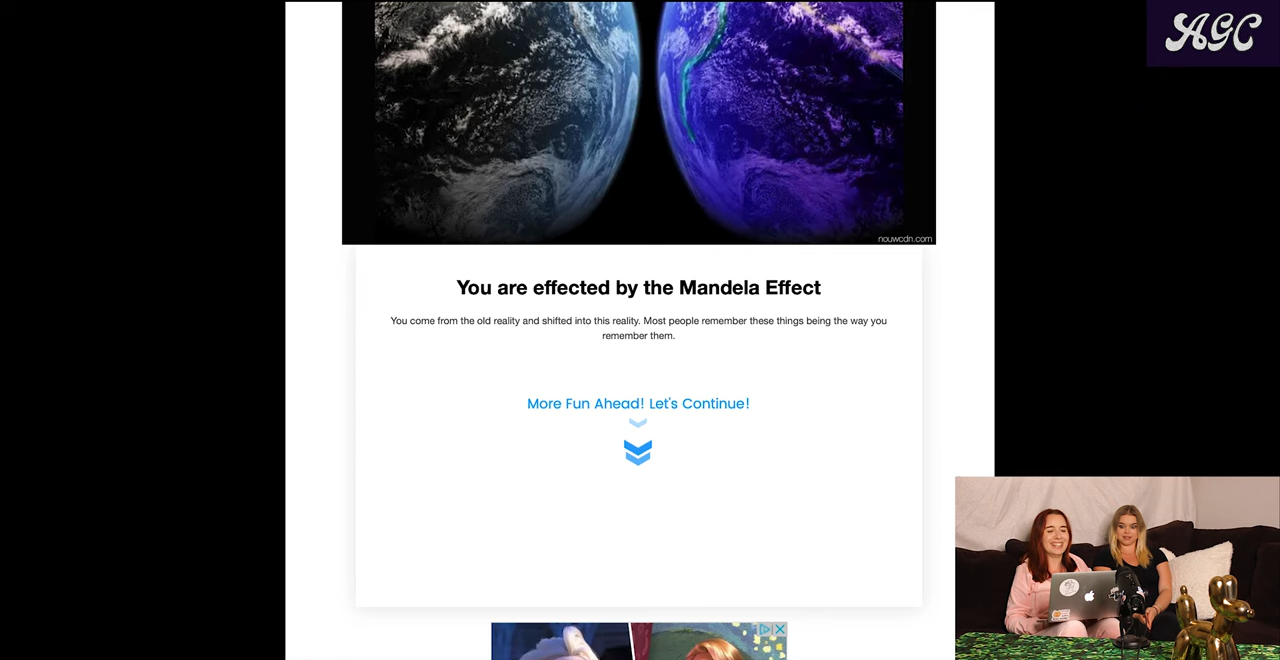 AGC
nouwcdn.com
You are effected by the Mandela Effect
You come from the old reality and shifted into this reality. Most people remember these things being the way you
remember them.
More Fun Ahead! Let's Continue!